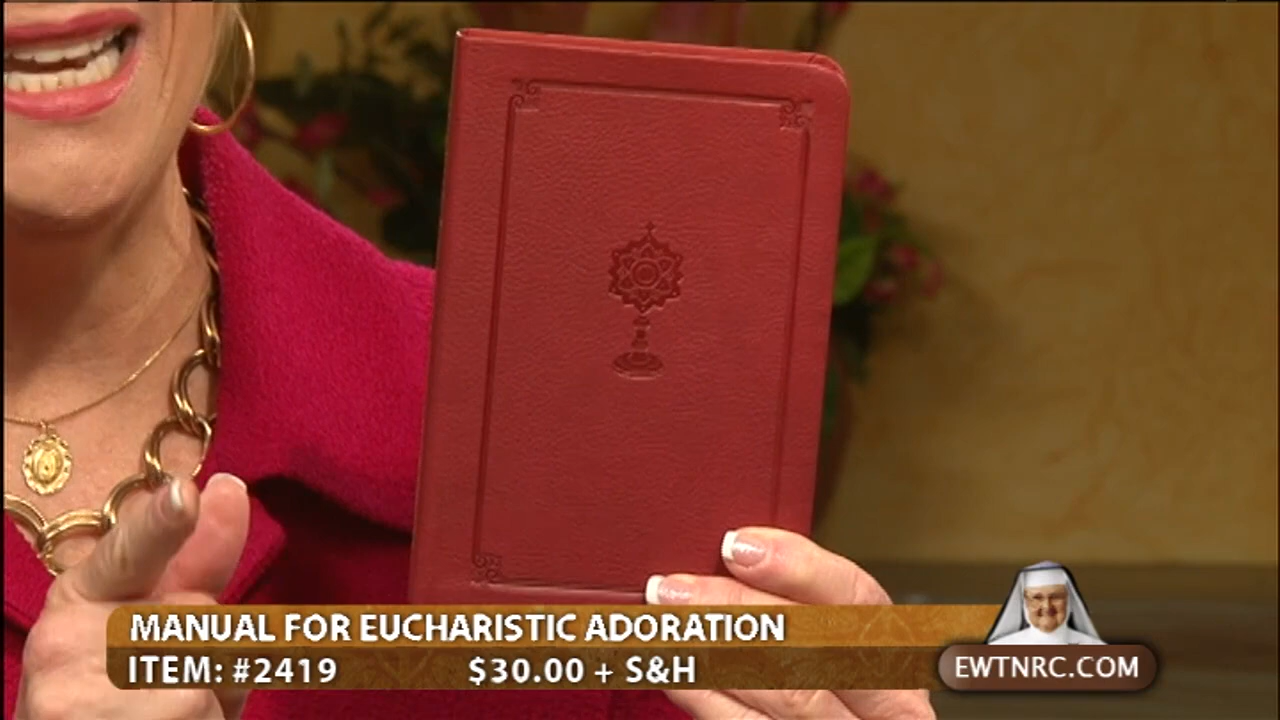 MANUAL FOR EUCHARISTIC ADORATION
ITEM: #2419 $30.00 + S&H
EWTNRC.COM